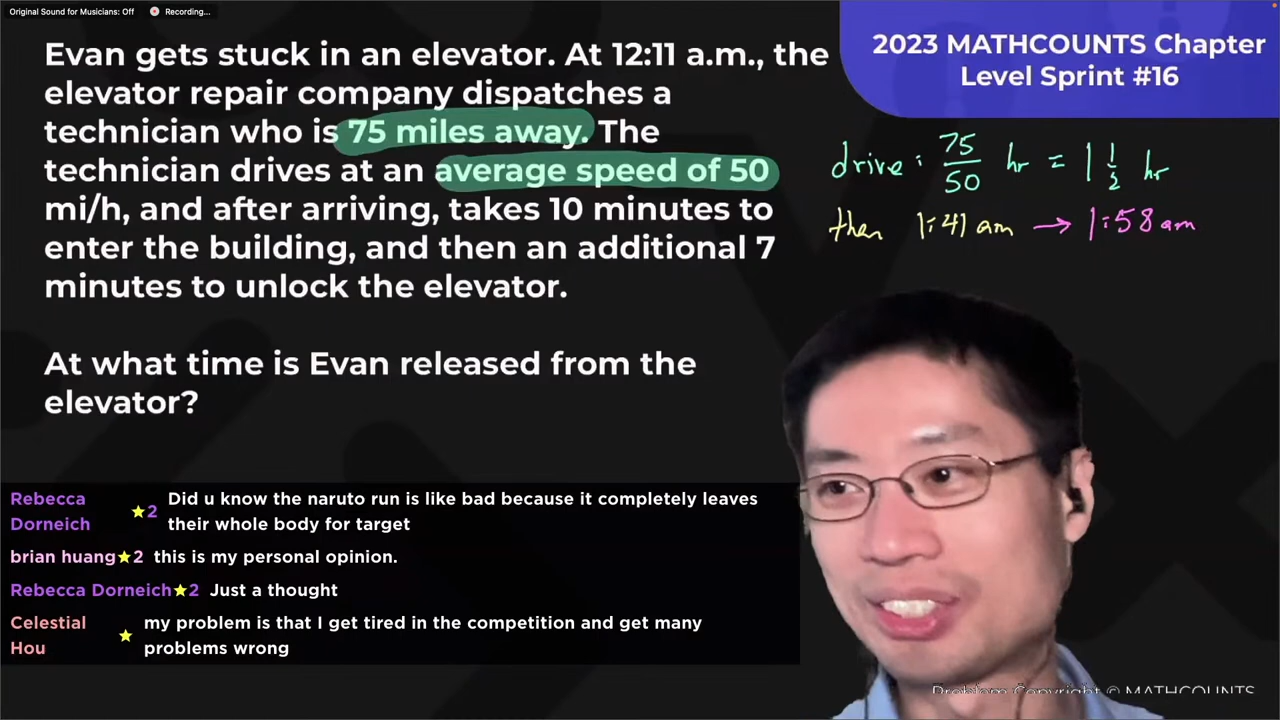 Original Sound for Musicians: Off
Recording...
Evan gets stuck in an elevator. At 12:11 a.m., the
elevator repair company dispatches a
technician who is 75 miles away. The
technician drives at an average speed of 50
mi/h, and after arriving, takes 10 minutes to
enter the building, and then an additional 7
minutes to unlock the elevator.
At what time is Evan released from the
elevator?
2023 MATHCOUNTS Chapter
Level Sprint #16
drive: 75/50 hr = 1 1/2 hr
then 1:41 am → 1:58 am
Rebecca Dorneich ★2 Did u know the naruto run is like bad because it completely leaves
their whole body for target
brian huang★2 this is my personal opinion.
Rebecca Dorneich★2 Just a thought
Celestial Hou ★ my problem is that I get tired in the competition and get many
problems wrong
Problem Copyright © MATHCOUNTS